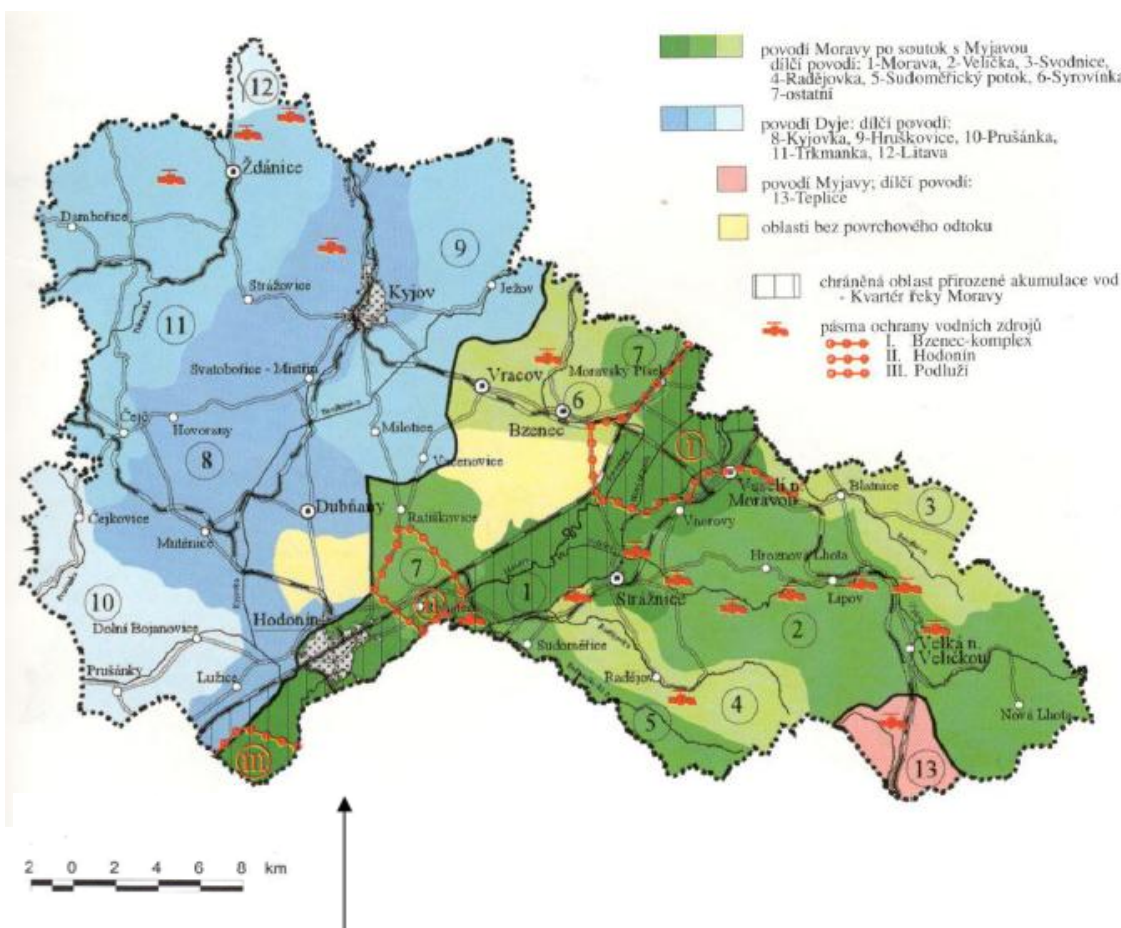 povodí Moravy po soutok s Myjavou
dílčí povodí: 1-Morava, 2-Velička, 3-Svodnice,
4-Radějovka, 5-Sudoměřický potok, 6-Syrovínka
7-ostatní
povodí Dyje: dílčí povodí:
8-Kyjovka, 9-Hruškovice, 10-Prušánka,
11-Trkmanka, 12-Litava
povodí Myjavy; dílčí povodí:
13-Teplice
oblasti bez povrchového odtoku
chráněná oblast přirozené akumulace vod
- Kvartér řeky Moravy
pásma ochrany vodních zdrojů
I. Bzenec-komplex
II. Hodonín
III. Podluží
12
Ždánice
Dambořice
9
Strážovice
Kyjov
Ježov
11
Svatobořice - Mistřín
Vracov
Moravský Písek
7
6
Bzenec
Čejč
Hovorany
Milotice
8
Vacenovice
I
Veselí n.
Moravou
Blatnice
3
Čejkovice
Mutěnice
Dubňany
Ratíškovice
Vnorovy
Hroznová Lhota
7
1
Strážnice
Lipov
10
Dolní Bojanovice
Hodonín
II
2
Prušánky
Lužice
Sudoměřice
Radějov
4
5
Velká n.
Veličkou
Nová Lhota
III
13
2 0 2 4 6 8 km